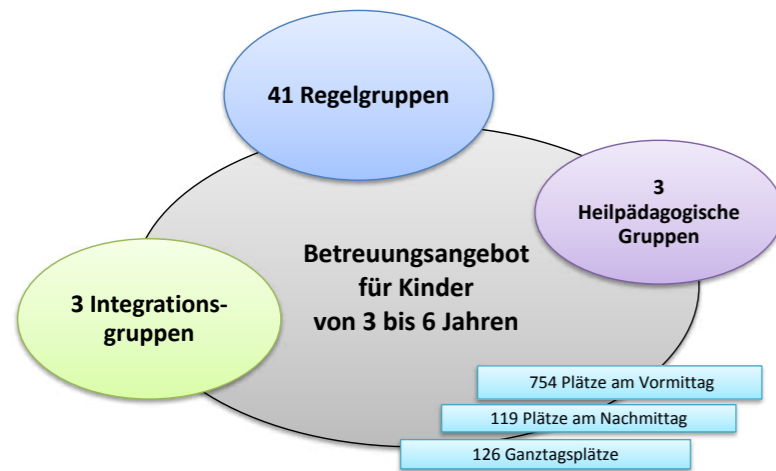 41 Regelgruppen
3
Heilpädagogische
Gruppen
Betreuungsangebot
für Kinder
von 3 bis 6 Jahren
3 Integrations-
gruppen
754 Plätze am Vormittag
119 Plätze am Nachmittag
126 Ganztagsplätze